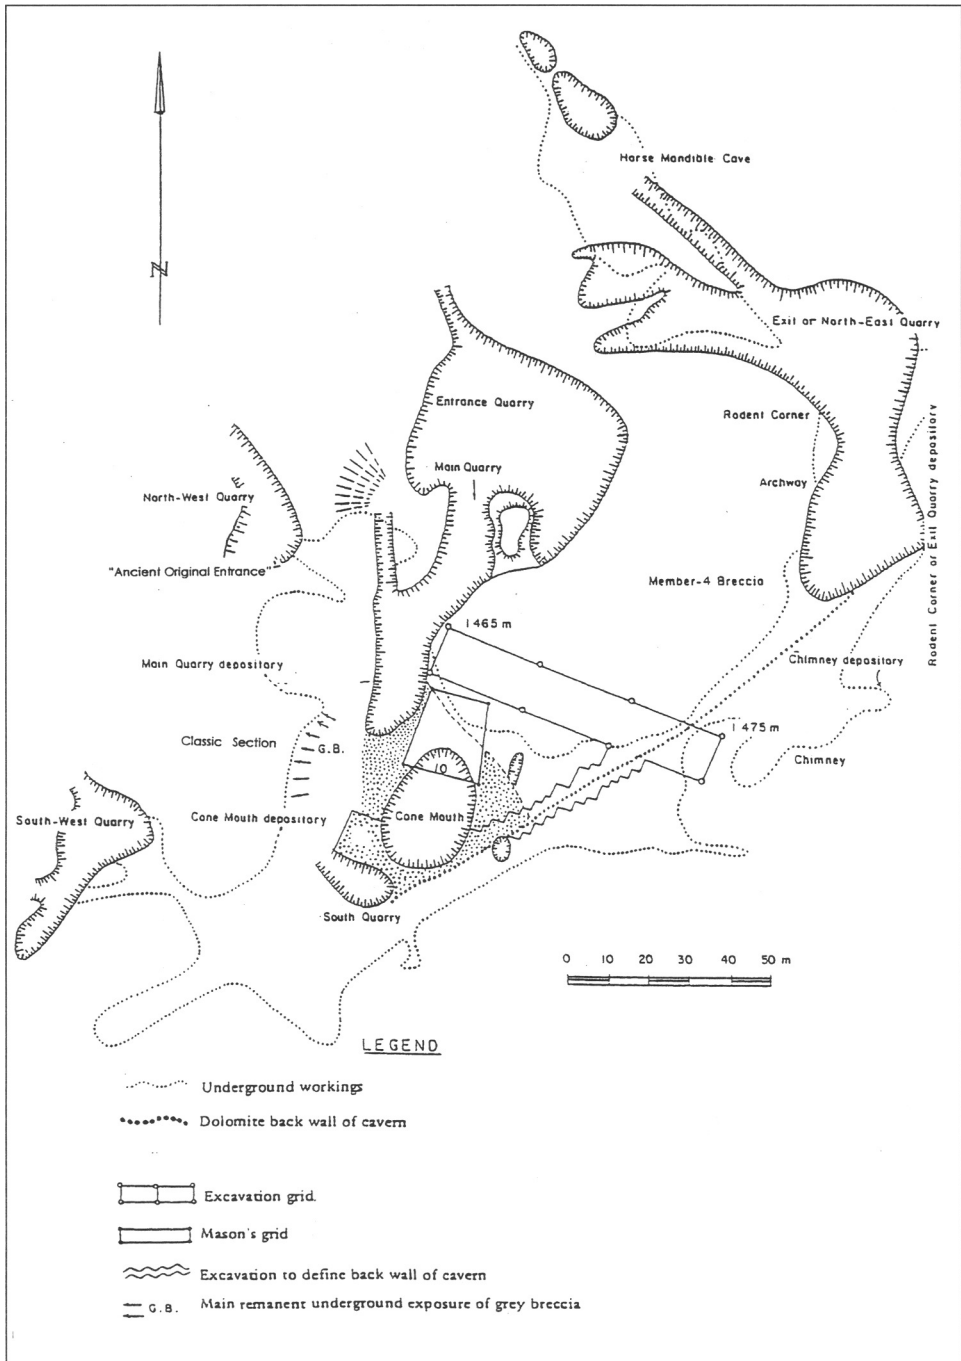 Horse Mandible Cave
N
Exit or North-East Quarry
Entrance Quarry
Rodent Corner
Main Quarry
Archway
North-West Quarry
Rodent Corner or Exit Quarry depository
"Ancient Original Entrance"
Member-4 Breccia
1465 m
Main Quarry depository
Chimney depository
1475 m
Classic Section
G.B.
Chimney
10
South-West Quarry
Cone Mouth depository
Cone Mouth
South Quarry
0 10 20 30 40 50 m
LEGEND
Underground workings
Dolomite back wall of cavern
Excavation grid.
Mason's grid
Excavation to define back wall of cavern
G.B. Main remanent underground exposure of grey breccia